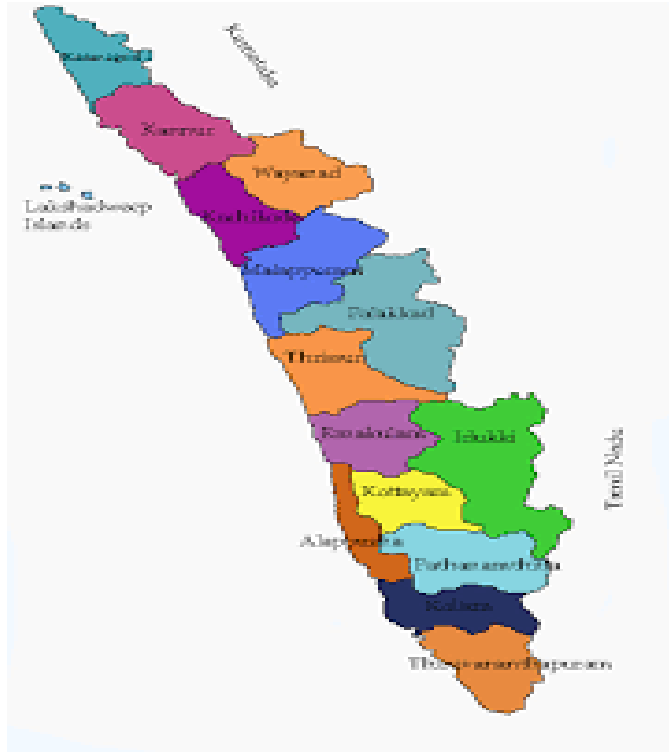 Kasaragod
Karnataka
Kannur
Wayanad
Lakshadweep
Islands
Kozhikode
Malappuram
Palakkad
Thrissur
Ernakulam
Idukki
Tamil Nadu
Kottayam
Alappuzha
Pathanamthitta
Kollam
Thiruvananthapuram